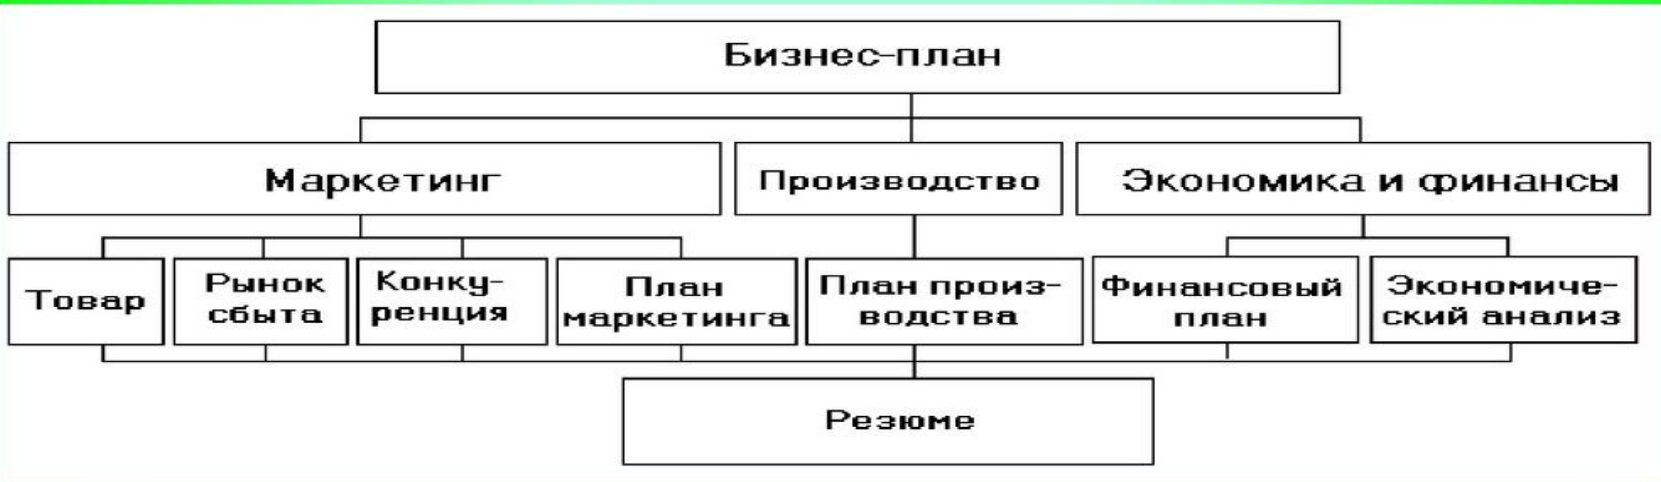 Бизнес-план
Маркетинг
Производство
Экономика и финансы
Товар
Рынок
сбыта
Конку-
ренция
План
маркетинга
План произ-
водства
Финансовый
план
Экономиче-
ский анализ
Резюме